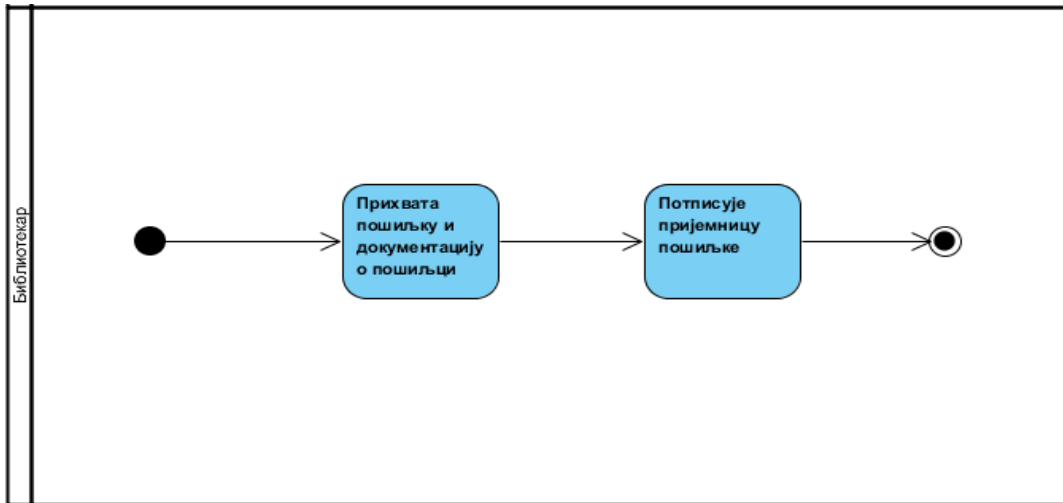 Библиотекар
Прихвата
пошиљку и
документацију
о пошиљци
Потписује
пријемницу
пошиљке